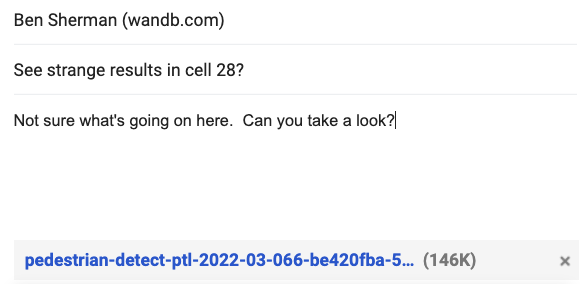 Ben Sherman (wandb.com)
See strange results in cell 28?
Not sure what's going on here.  Can you take a look?
pedestrian-detect-ptl-2022-03-066-be420fba-5... (146K) ×